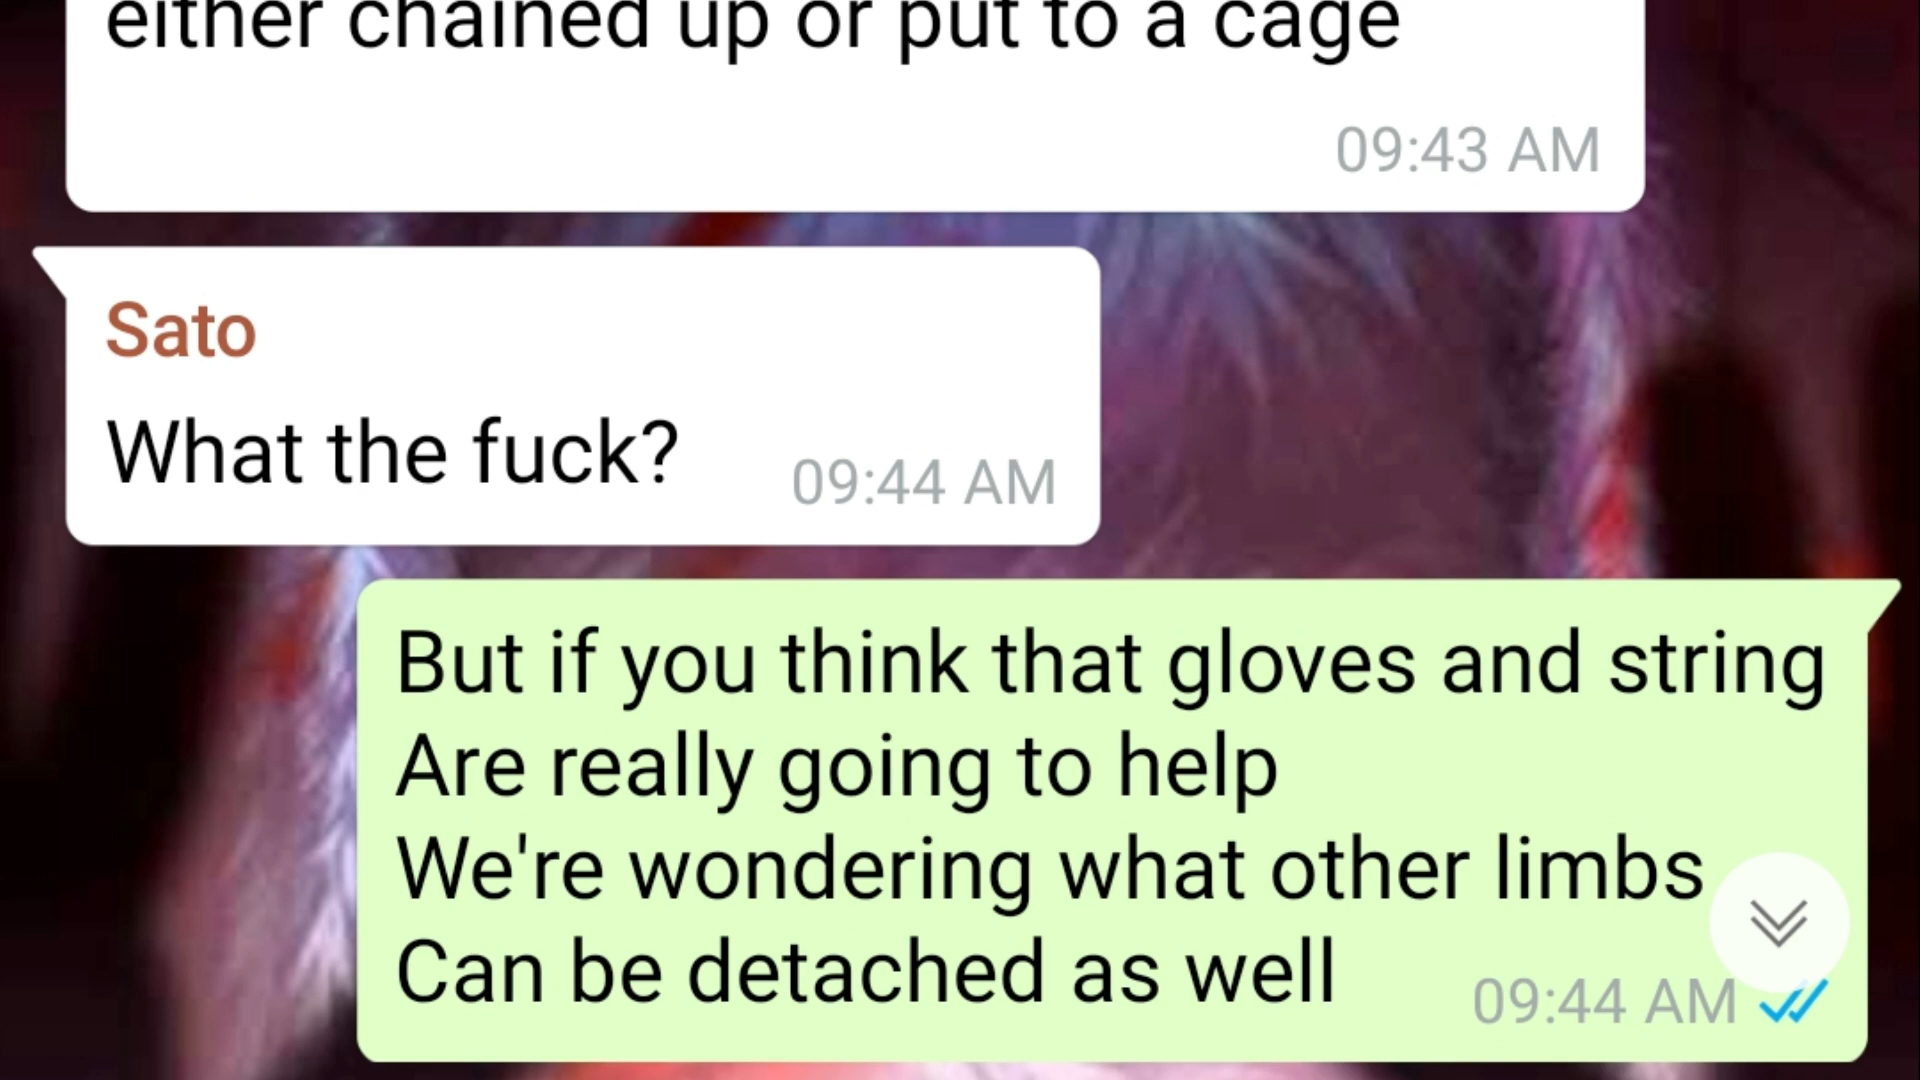 either chained up or put to a cage
09:43 AM
Sato
What the fuck?
09:44 AM
But if you think that gloves and string
Are really going to help
We're wondering what other limbs
Can be detached as well
09:44 AM